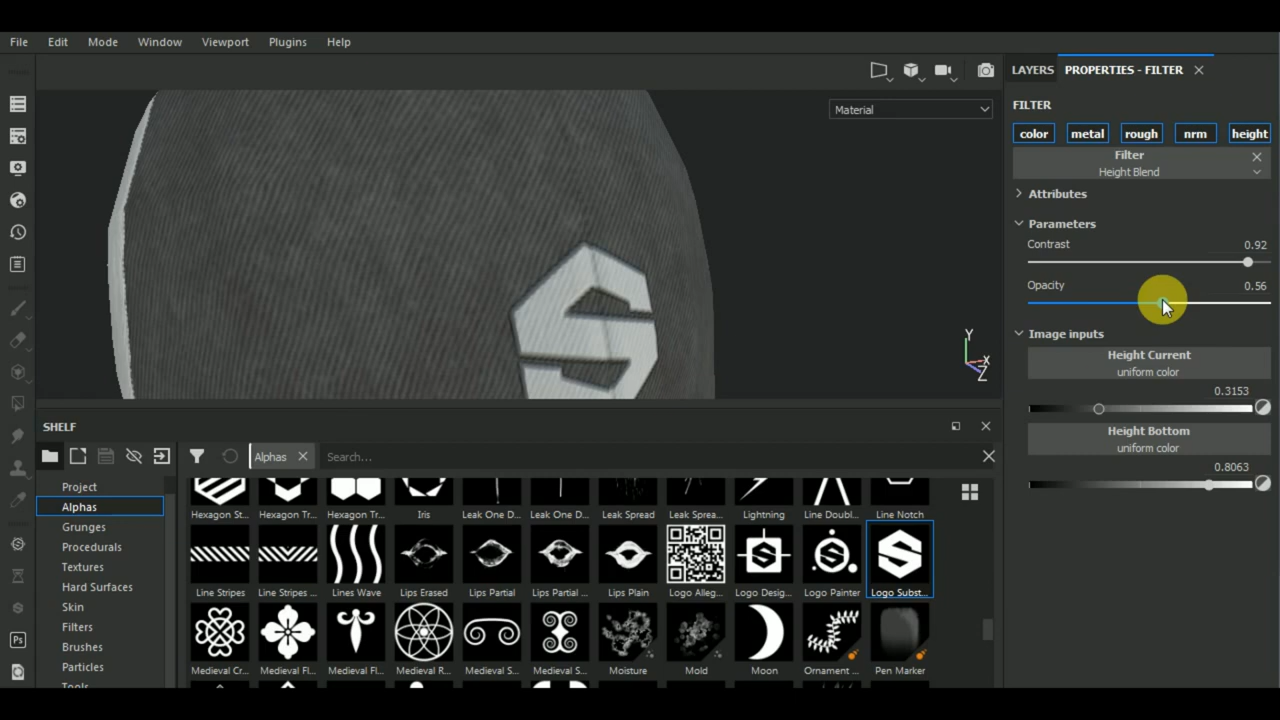 File Edit Mode Window Viewport Plugins Help
LAYERS PROPERTIES - FILTER
Material
FILTER
color metal rough nrm height
Filter
Height Blend
Attributes
Parameters
Contrast 0.92
Opacity 0.56
Image inputs
Height Current
uniform color
0.3153
Height Bottom
uniform color
0.8063
Y
X
Z
SHELF
Alphas Search...
Project
Alphas
Grunges
Procedurals
Textures
Hard Surfaces
Skin
Filters
Brushes
Particles
Tools
Hexagon St... Hexagon Tr... Hexagon Tr... Iris Leak One D... Leak One D... Leak Spread Leak Sprea... Lightning Line Doubl... Line Notch
Line Stripes Line Stripes ... Lines Wave Lips Erased Lips Partial Lips Partial ... Lips Plain Logo Alleg... Logo Desig... Logo Painter Logo Subst...
Medieval Cr... Medieval Fl... Medieval Fl... Medieval R... Medieval S... Medieval S... Moisture Mold Moon Ornament ... Pen Marker
Ps